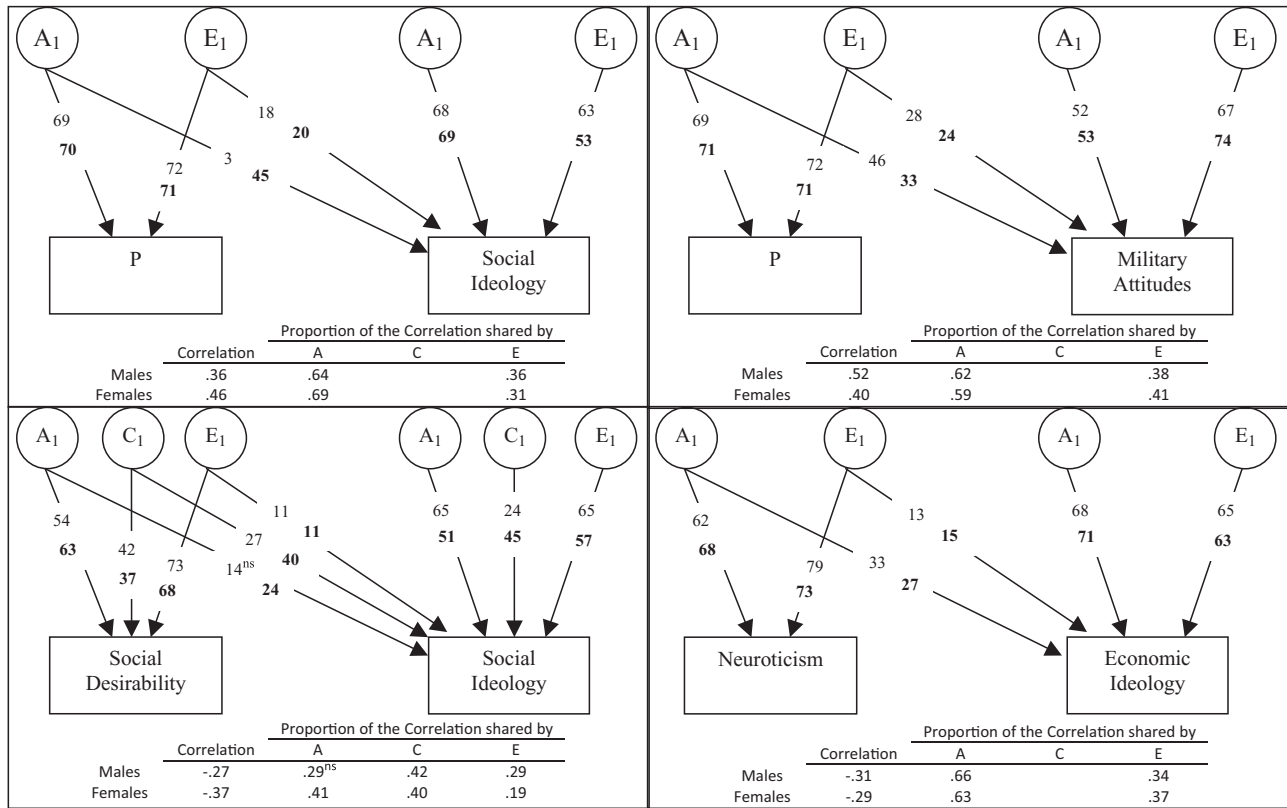 A₁ E₁ A₁ E₁
69 18 68 63
70 20 69 53
72 3
71 45
P
Social
Ideology
Proportion of the Correlation shared by
Correlation A C E
Males .36 .64 .36
Females .46 .69 .31
A₁ E₁ A₁ E₁
69 28 52 67
71 24 53 74
72 46
71 33
P
Military
Attitudes
Proportion of the Correlation shared by
Correlation A C E
Males .52 .62 .38
Females .40 .59 .41
A₁ C₁ E₁ A₁ C₁ E₁
54 11 65 24 65
63 11 51 45 57
42 27
37 40
73 14ⁿˢ
68 24
Social
Desirability
Social
Ideology
Proportion of the Correlation shared by
Correlation A C E
Males -.27 .29ⁿˢ .42 .29
Females -.37 .41 .40 .19
A₁ E₁ A₁ E₁
62 13 68 65
68 15 71 63
79 33
73 27
Neuroticism
Economic
Ideology
Proportion of the Correlation shared by
Correlation A C E
Males -.31 .66 .34
Females -.29 .63 .37